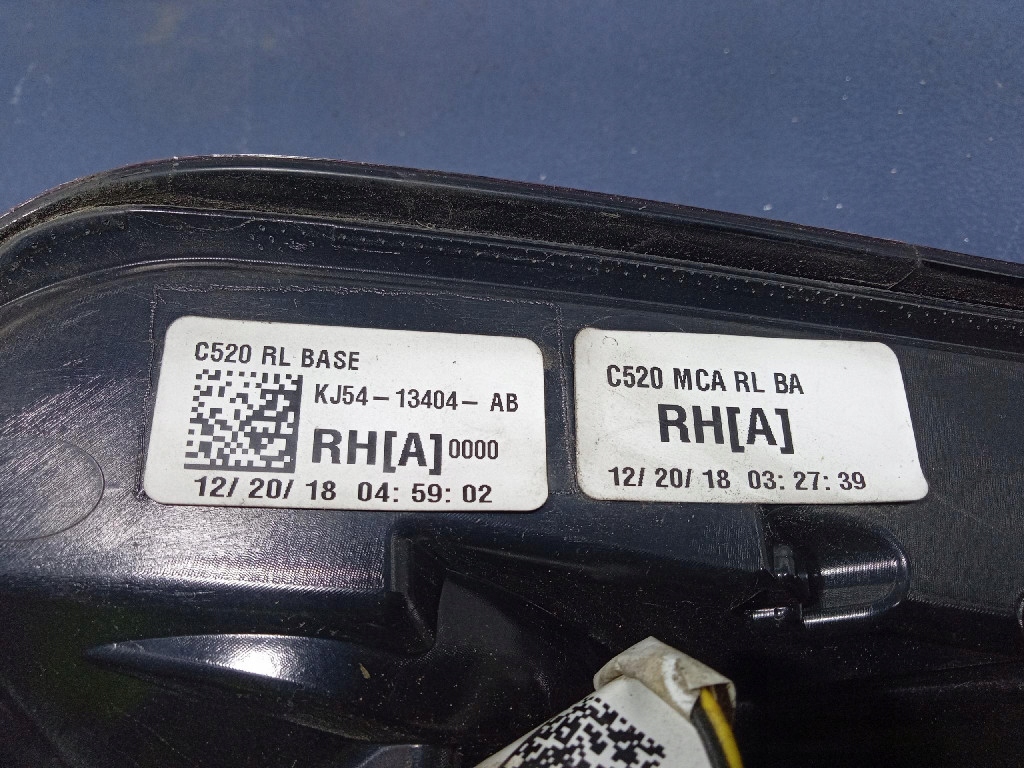 C520 RL BASE
KJ54-13404- AB
RH[A] 0000
12/ 20/ 18 04: 59: 02
C520 MCA RL BA
RH[A]
12/ 20/ 18 03: 27: 39